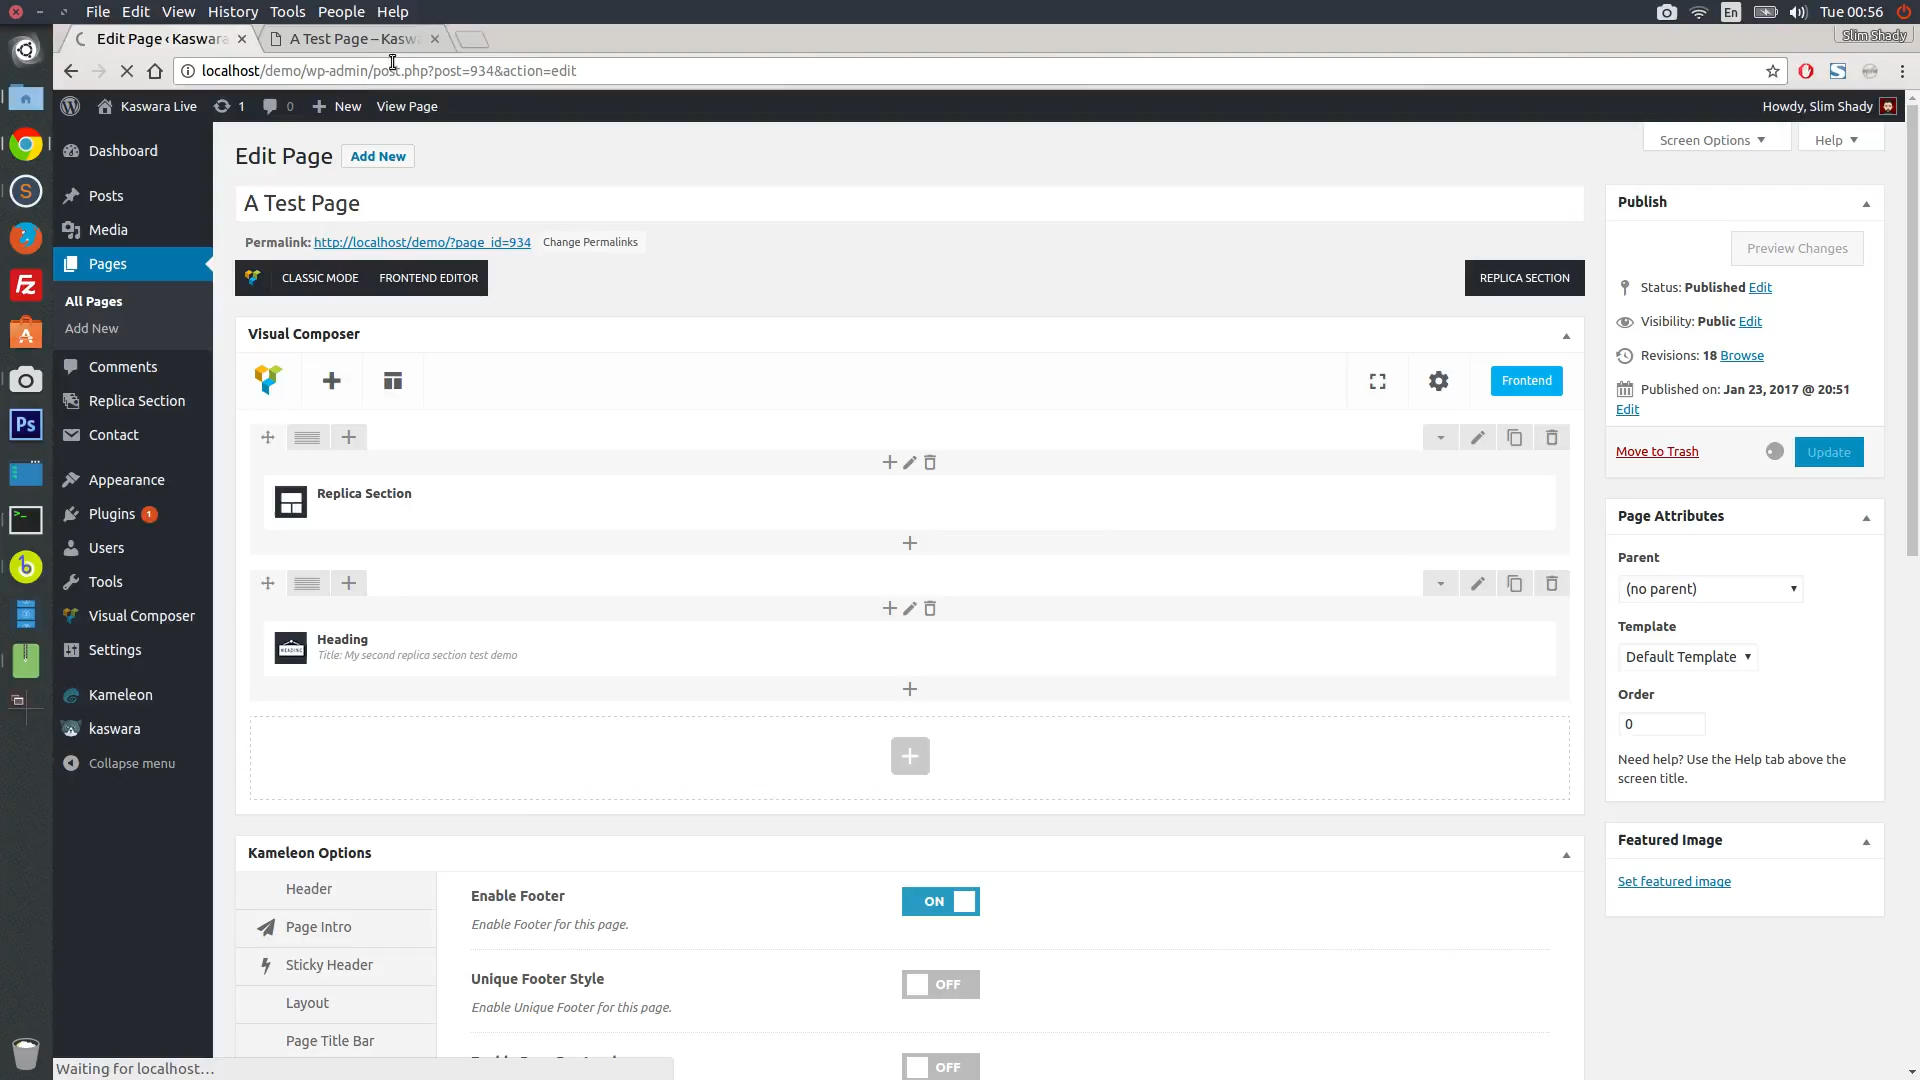 File Edit View History Tools People Help
En Tue 00:56
Edit Page ‹ Kaswara
A Test Page – Kasw
Slim Shady
localhost/demo/wp-admin/post.php?post=934&action=edit
Kaswara Live 1 0 New View Page
Howdy, Slim Shady
Dashboard
Posts
Media
Pages
All Pages
Add New
Comments
Replica Section
Contact
Appearance
Plugins 1
Users
Tools
Visual Composer
Settings
Kameleon
kaswara
Collapse menu
Screen Options
Help
Edit Page Add New
A Test Page
Permalink: http://localhost/demo/?page_id=934 Change Permalinks
CLASSIC MODE FRONTEND EDITOR
REPLICA SECTION
Visual Composer
Frontend
Replica Section
Heading
Title: My second replica section test demo
Kameleon Options
Header
Page Intro
Sticky Header
Layout
Page Title Bar
Enable Footer
ON
Enable Footer for this page.
Unique Footer Style
OFF
Enable Unique Footer for this page.
OFF
Publish
Preview Changes
Status: Published Edit
Visibility: Public Edit
Revisions: 18 Browse
Published on: Jan 23, 2017 @ 20:51
Edit
Move to Trash
Update
Page Attributes
Parent
(no parent)
Template
Default Template
Order
0
Need help? Use the Help tab above the
screen title.
Featured Image
Set featured image
Waiting for localhost...
S
Fz
A
Ps
>_
b
HEADING